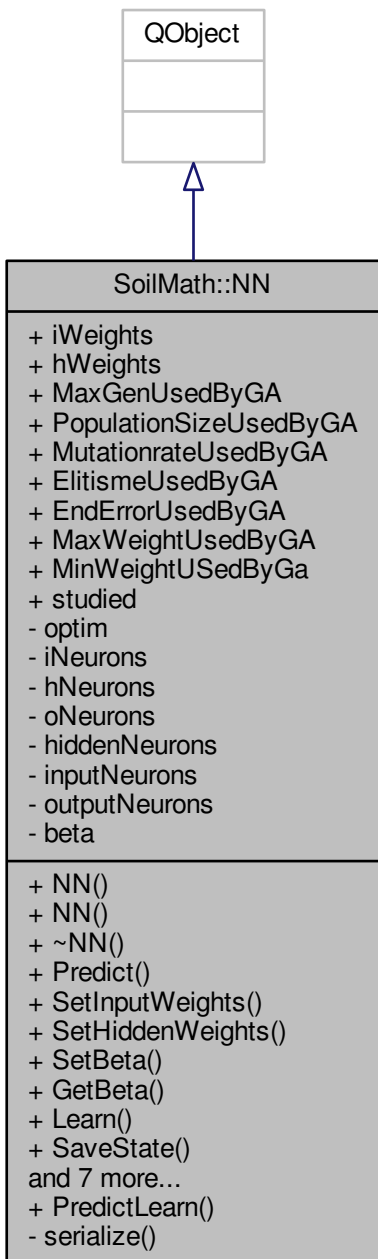 QObject
SoilMath::NN
+ iWeights
+ hWeights
+ MaxGenUsedByGA
+ PopulationSizeUsedByGA
+ MutationrateUsedByGA
+ ElitismeUsedByGA
+ EndErrorUsedByGA
+ MaxWeightUsedByGA
+ MinWeightUSedByGa
+ studied
- optim
- iNeurons
- hNeurons
- oNeurons
- hiddenNeurons
- inputNeurons
- outputNeurons
- beta
+ NN()
+ NN()
+ ~NN()
+ Predict()
+ SetInputWeights()
+ SetHiddenWeights()
+ SetBeta()
+ GetBeta()
+ Learn()
+ SaveState()
and 7 more...
+ PredictLearn()
- serialize()